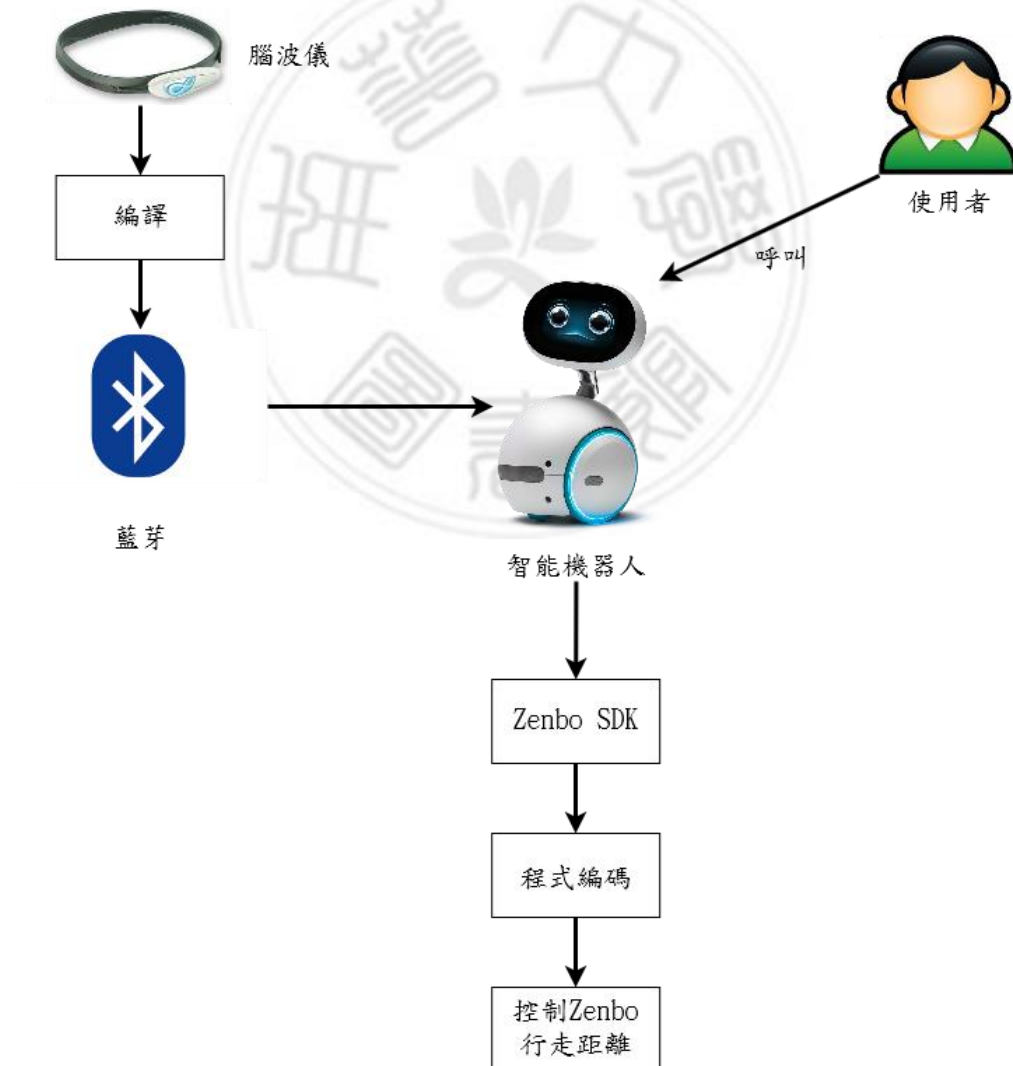 腦波儀
編譯
使用者
呼叫
藍芽
智能機器人
Zenbo SDK
程式編碼
控制Zenbo
行走距離